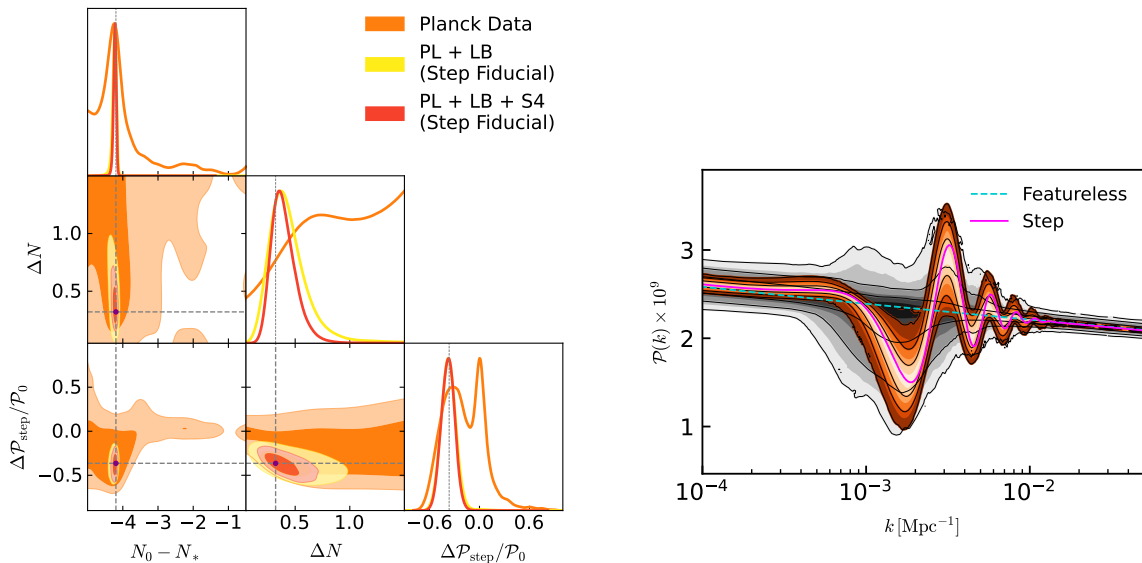 Planck Data
PL + LB
(Step Fiducial)
PL + LB + S4
(Step Fiducial)
1.0
0.5
ΔN
0.5
0.0
−0.5
ΔP_step/P_0
−4 −3 −2 −1
N_0 − N_*
0.5 1.0
ΔN
−0.6 0.0 0.6
ΔP_step/P_0
Featureless
Step
3
2
1
P(k) × 10^9
10^−4 10^−3 10^−2
k [Mpc^−1]